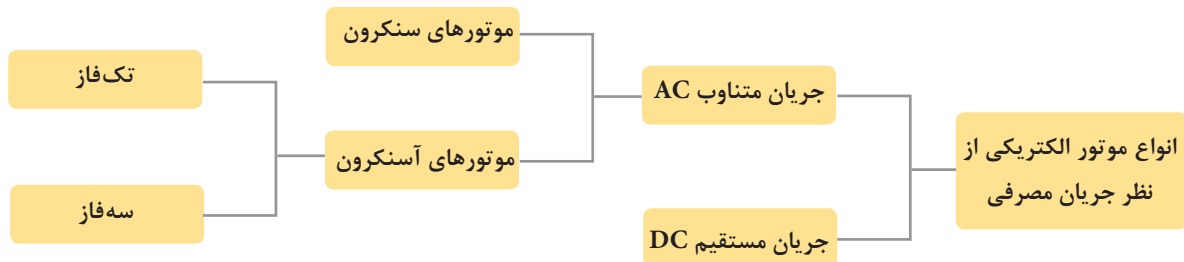 انواع موتور الکتریکی از
نظر جریان مصرفی
جریان متناوب AC
جریان مستقیم DC
موتورهای سنکرون
موتورهای آسنکرون
تک‌فاز
سه‌فاز